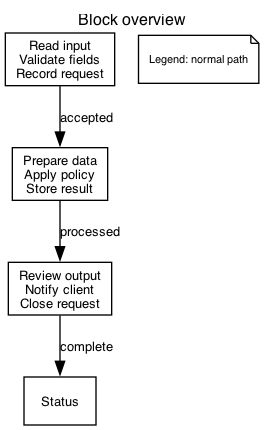 Block overview
Read input
Validate fields
Record request
Legend: normal path
accepted
Prepare data
Apply policy
Store result
processed
Review output
Notify client
Close request
complete
Status